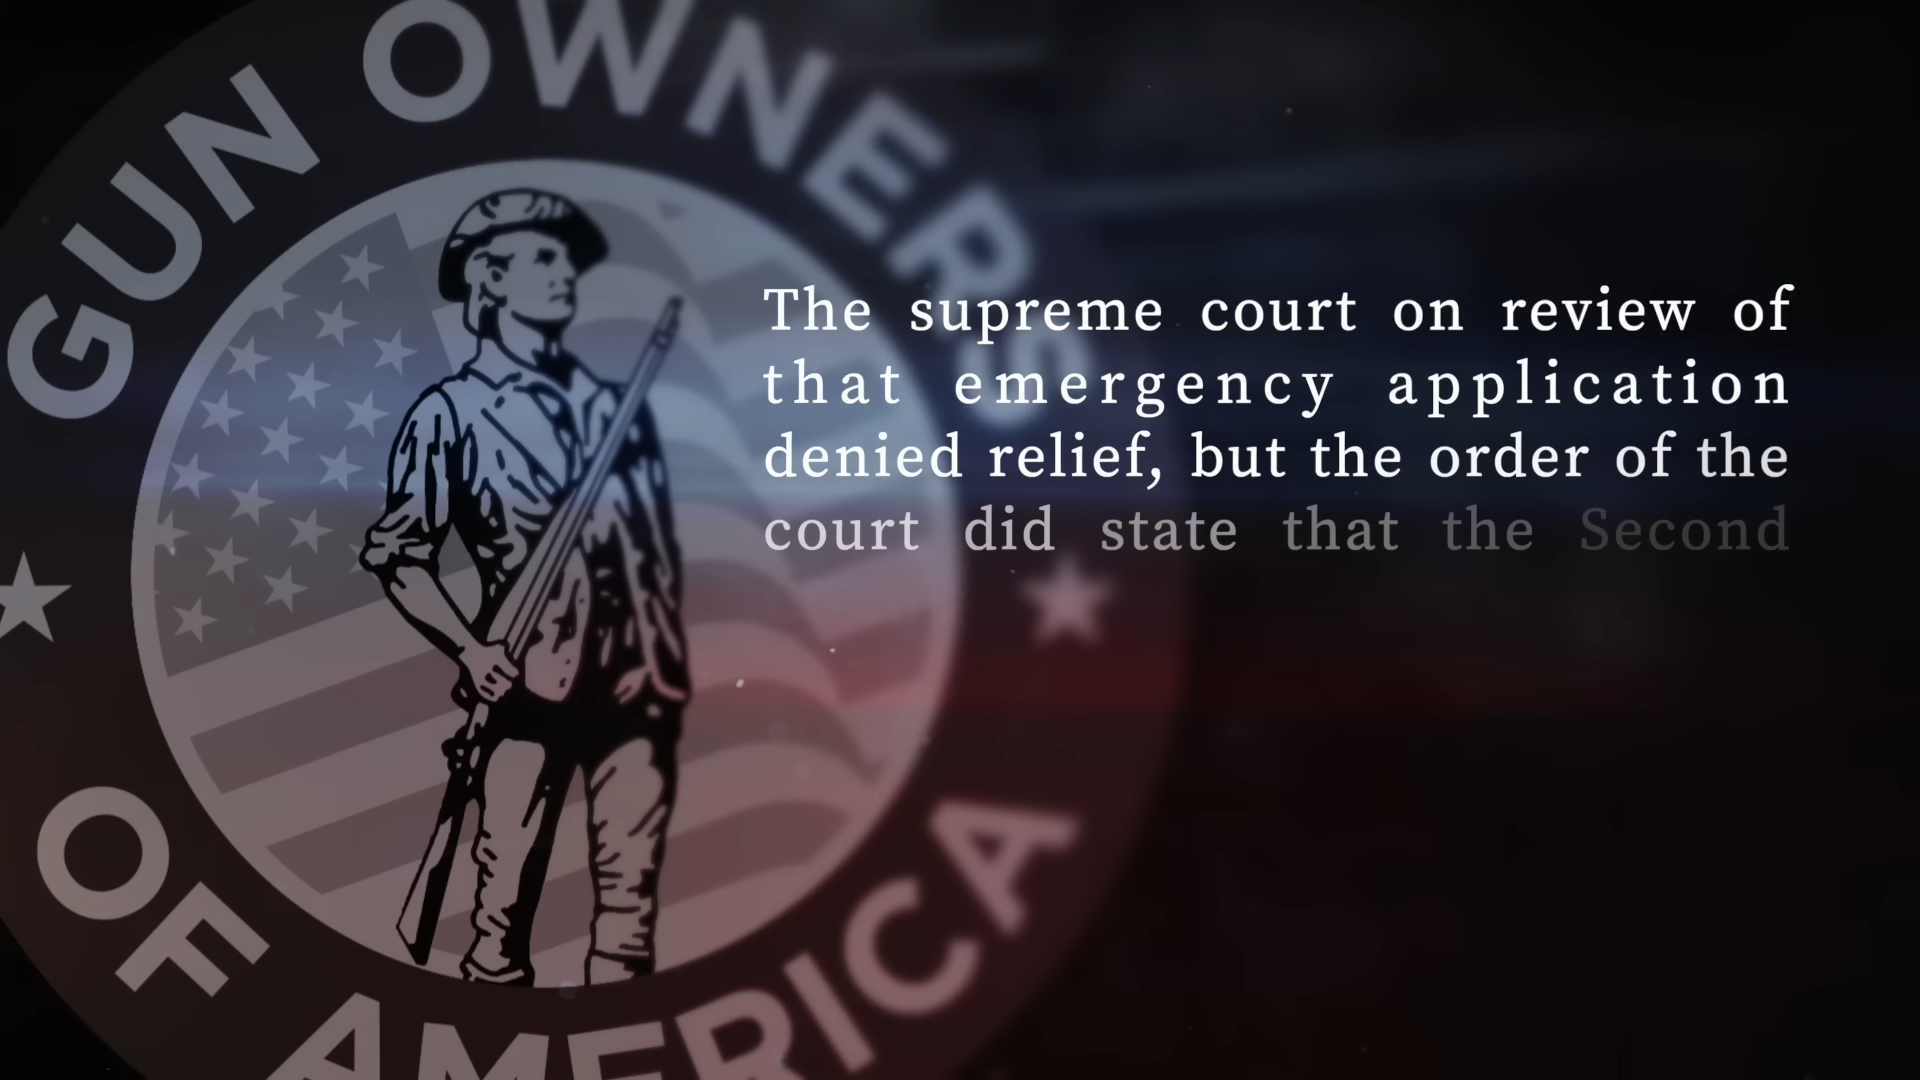 GUN OWNERS
OF AMERICA
The supreme court on review of
that emergency application
denied relief, but the order of the
court did state that the Second